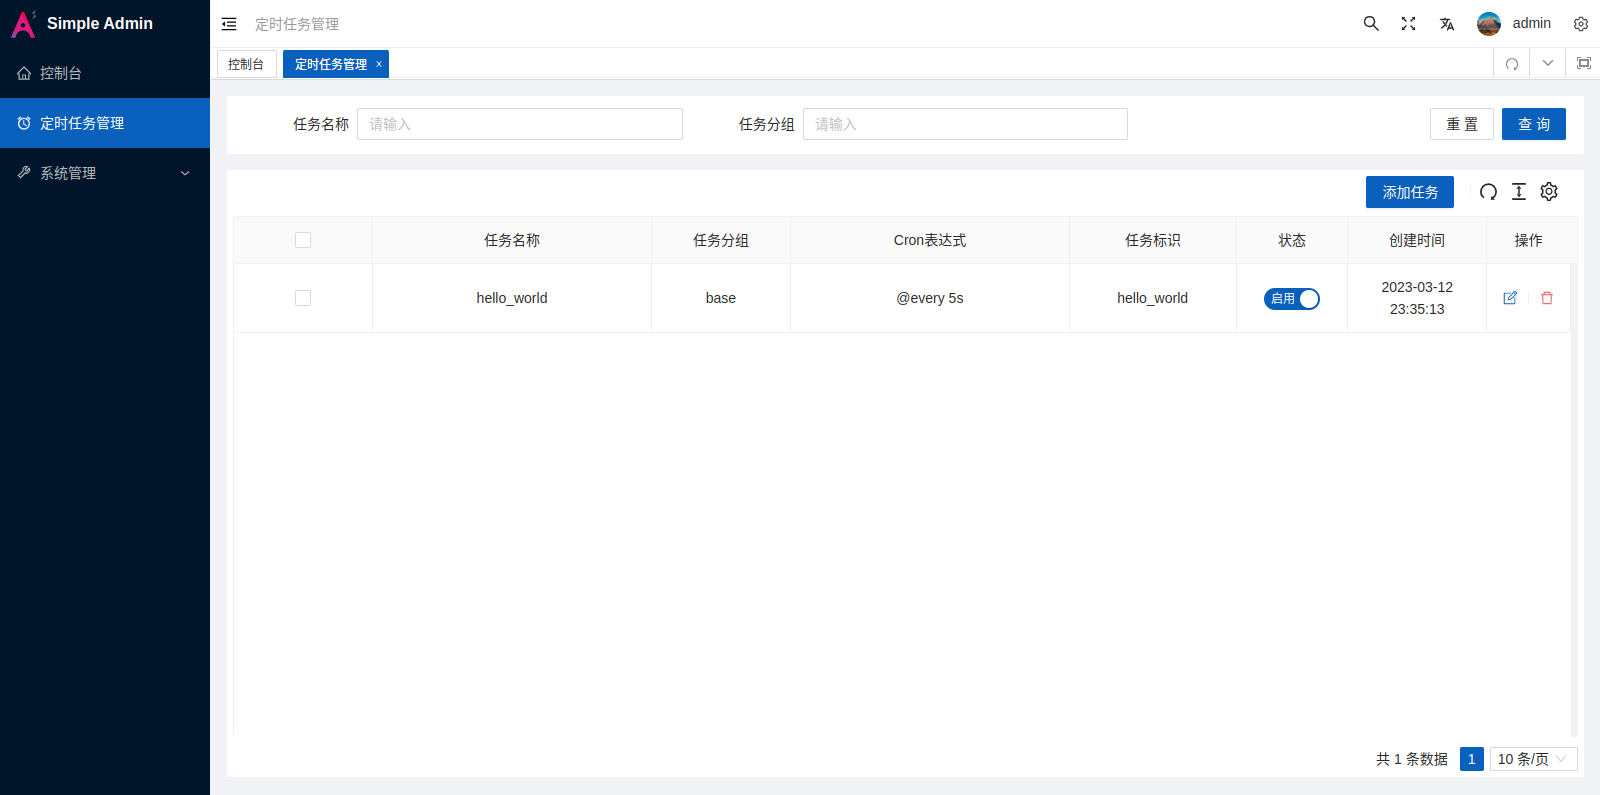 Simple Admin
定时任务管理
admin
控制台
定时任务管理 x
控制台
定时任务管理
系统管理
任务名称
请输入
任务分组
请输入
重 置
查 询
添加任务
任务名称
任务分组
Cron表达式
任务标识
状态
创建时间
操作
hello_world
base
@every 5s
hello_world
启用
2023-03-12
23:35:13
共 1 条数据
1
10 条/页